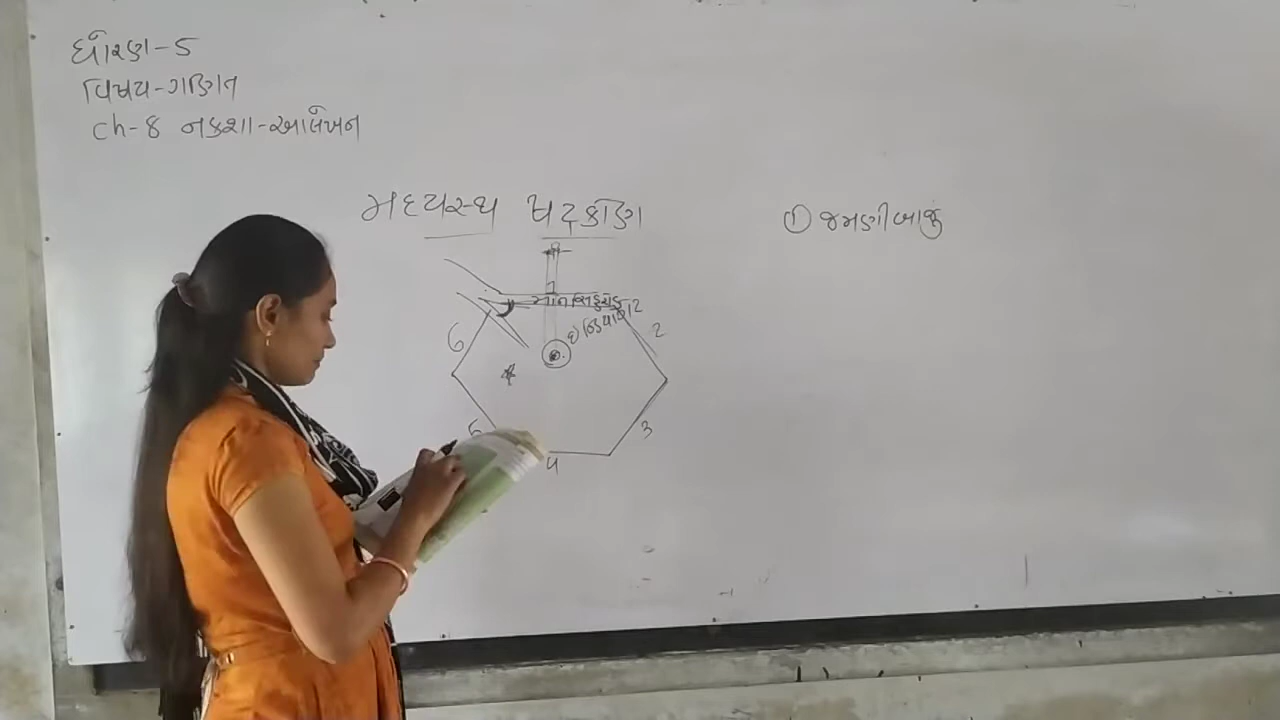 ધોરણ-5
વિષય-ગણિત
ch-8 નકશા-આલેખન
મધ્યસ્થ ષટ્કોણ
① જમણી બાજુ
6
2
5
3
4